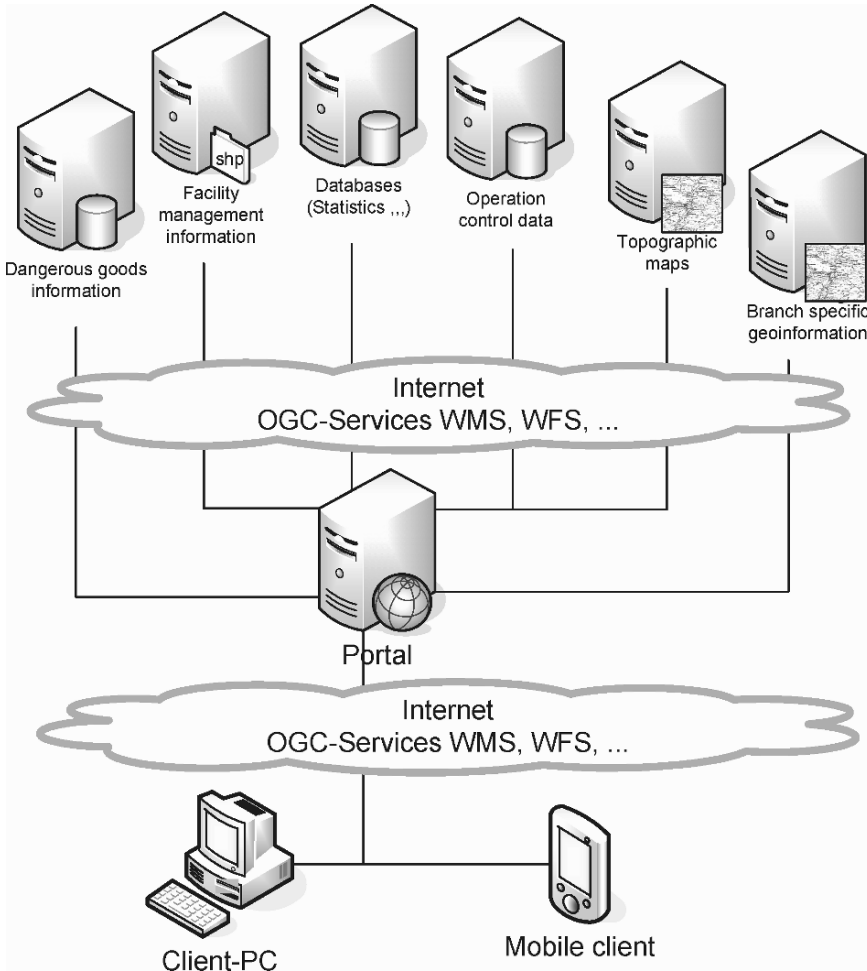 shp
Dangerous goods
information
Facility
management
information
Databases
(Statistics ,,,)
Operation
control data
Topographic
maps
Branch specific
geoinformation
Internet
OGC-Services WMS, WFS, ...
Portal
Internet
OGC-Services WMS, WFS, ...
Client-PC
Mobile client